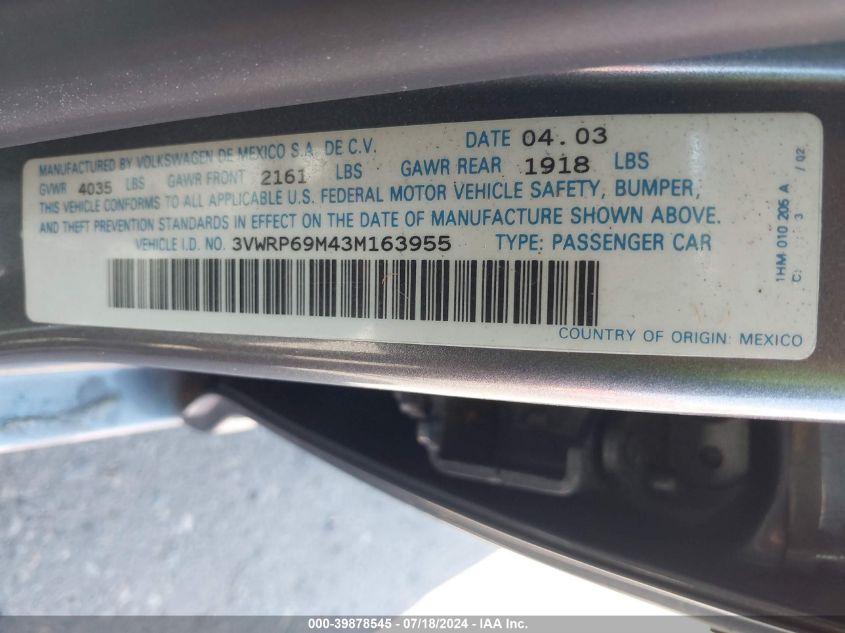 MANUFACTURED BY VOLKSWAGEN DE MEXICO S.A. DE C.V. DATE 04.03
GVWR 4035 LBS GAWR FRONT 2161 LBS GAWR REAR 1918 LBS
THIS VEHICLE CONFORMS TO ALL APPLICABLE U.S. FEDERAL MOTOR VEHICLE SAFETY, BUMPER,
AND THEFT PREVENTION STANDARDS IN EFFECT ON THE DATE OF MANUFACTURE SHOWN ABOVE.
VEHICLE I.D. NO. 3VWRP69M43M163955 TYPE: PASSENGER CAR
COUNTRY OF ORIGIN: MEXICO
1HM 010 205 A
C: 3 / 02
000-39878545 - 07/18/2024 - IAA Inc.